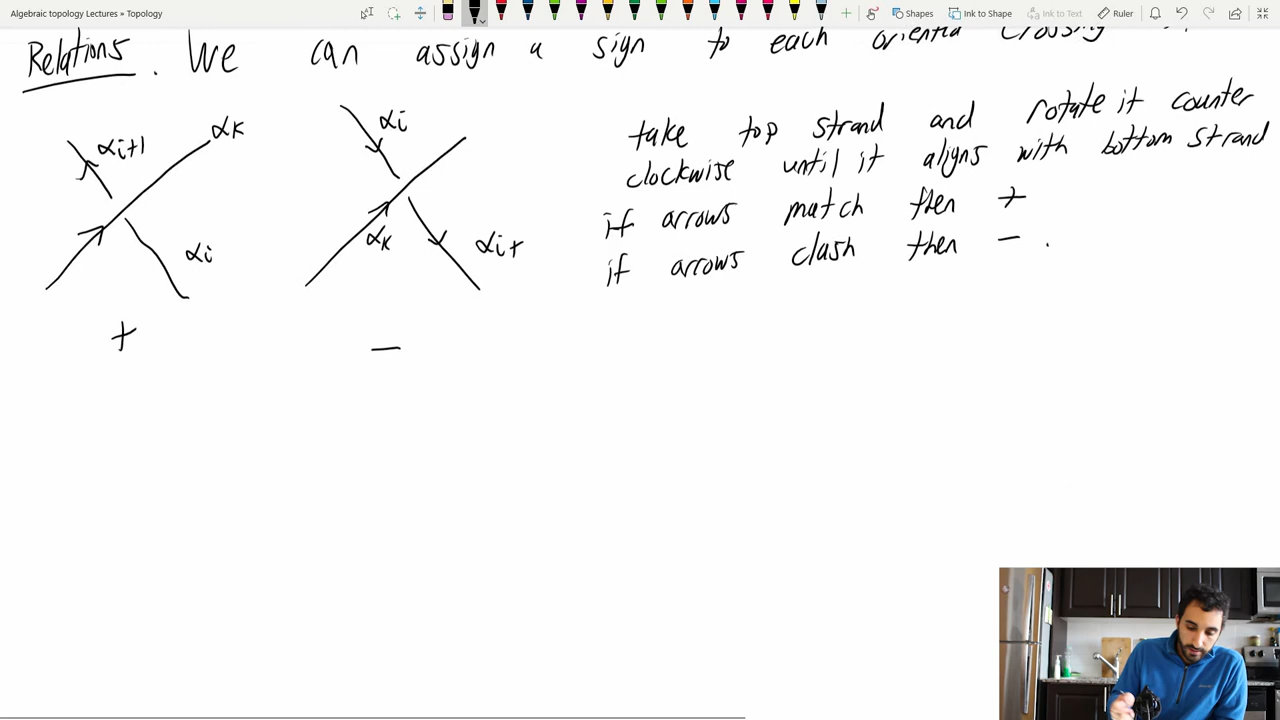 Algebraic topology Lectures » Topology
Shapes
Ink to Shape
Ink to Text
Ruler
Relations. We can assign a sign to each oriented crossing
αi+1
αk
αi
+
αi
αk
αi+
−
take top strand and rotate it counter
clockwise until it aligns with bottom strand
if arrows match then +
if arrows clash then − .